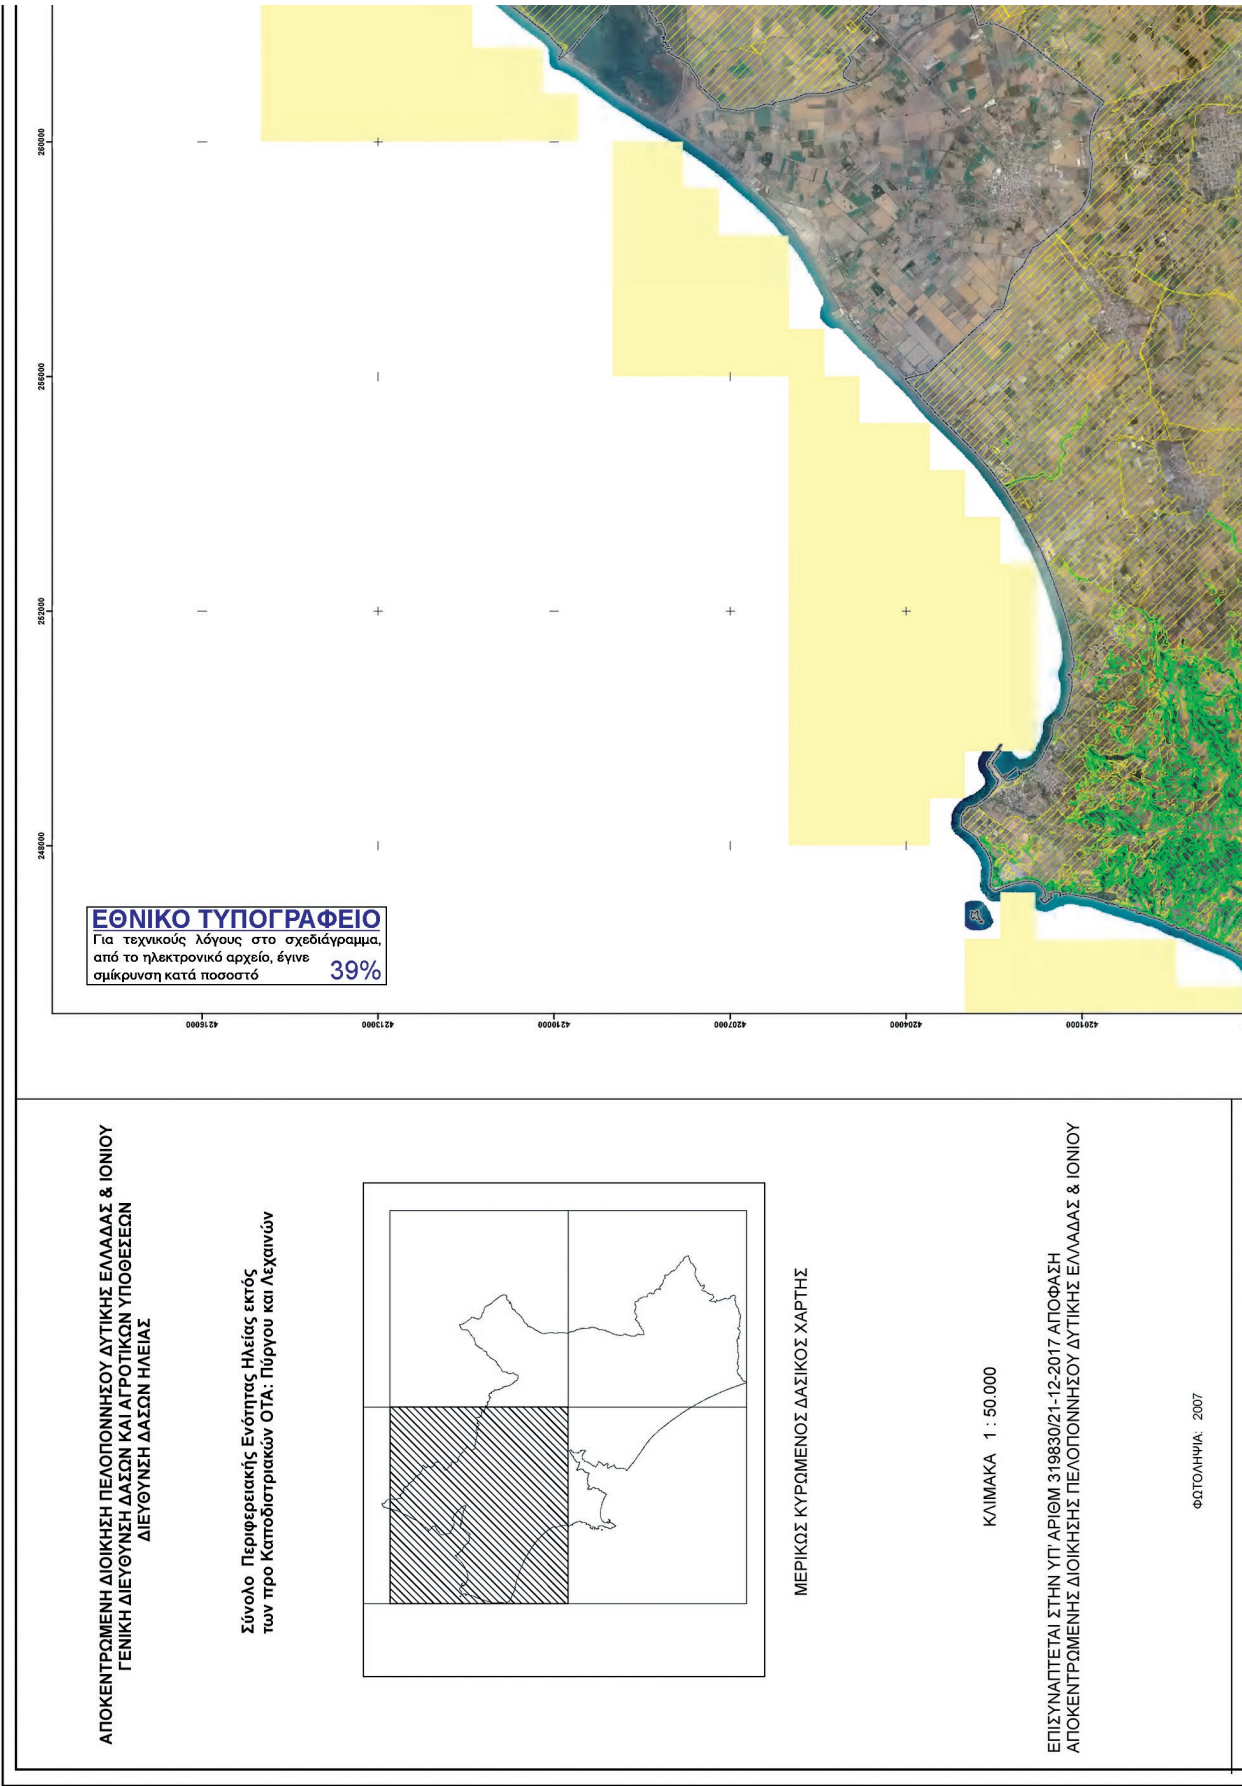 260000
256000
252000
248000
ΕΘΝΙΚΟ ΤΥΠΟΓΡΑΦΕΙΟ
Για τεχνικούς λόγους στο σχεδιάγραμμα,
από το ηλεκτρονικό αρχείο, έγινε
σμίκρυνση κατά ποσοστό 39%
4216000
4213000
4210000
4207000
4204000
4201000
ΑΠΟΚΕΝΤΡΩΜΕΝΗ ΔΙΟΙΚΗΣΗ ΠΕΛΟΠΟΝΝΗΣΟΥ ΔΥΤΙΚΗΣ ΕΛΛΑΔΑΣ & ΙΟΝΙΟΥ
ΓΕΝΙΚΗ ΔΙΕΥΘΥΝΣΗ ΔΑΣΩΝ ΚΑΙ ΑΓΡΟΤΙΚΩΝ ΥΠΟΘΕΣΕΩΝ
ΔΙΕΥΘΥΝΣΗ ΔΑΣΩΝ ΗΛΕΙΑΣ
Σύνολο Περιφερειακής Ενότητας Ηλείας εκτός
των προ Καποδιστριακών ΟΤΑ: Πύργου και Λεχαινών
ΜΕΡΙΚΩΣ ΚΥΡΩΜΕΝΟΣ ΔΑΣΙΚΟΣ ΧΑΡΤΗΣ
ΚΛΙΜΑΚΑ 1 : 50.000
ΕΠΙΣΥΝΑΠΤΕΤΑΙ ΣΤΗΝ ΥΠ' ΑΡΙΘΜ 319830/21-12-2017 ΑΠΟΦΑΣΗ
ΑΠΟΚΕΝΤΡΩΜΕΝΗΣ ΔΙΟΙΚΗΣΗΣ ΠΕΛΟΠΟΝΝΗΣΟΥ ΔΥΤΙΚΗΣ ΕΛΛΑΔΑΣ & ΙΟΝΙΟΥ
ΦΩΤΟΛΗΨΙΑ: 2007